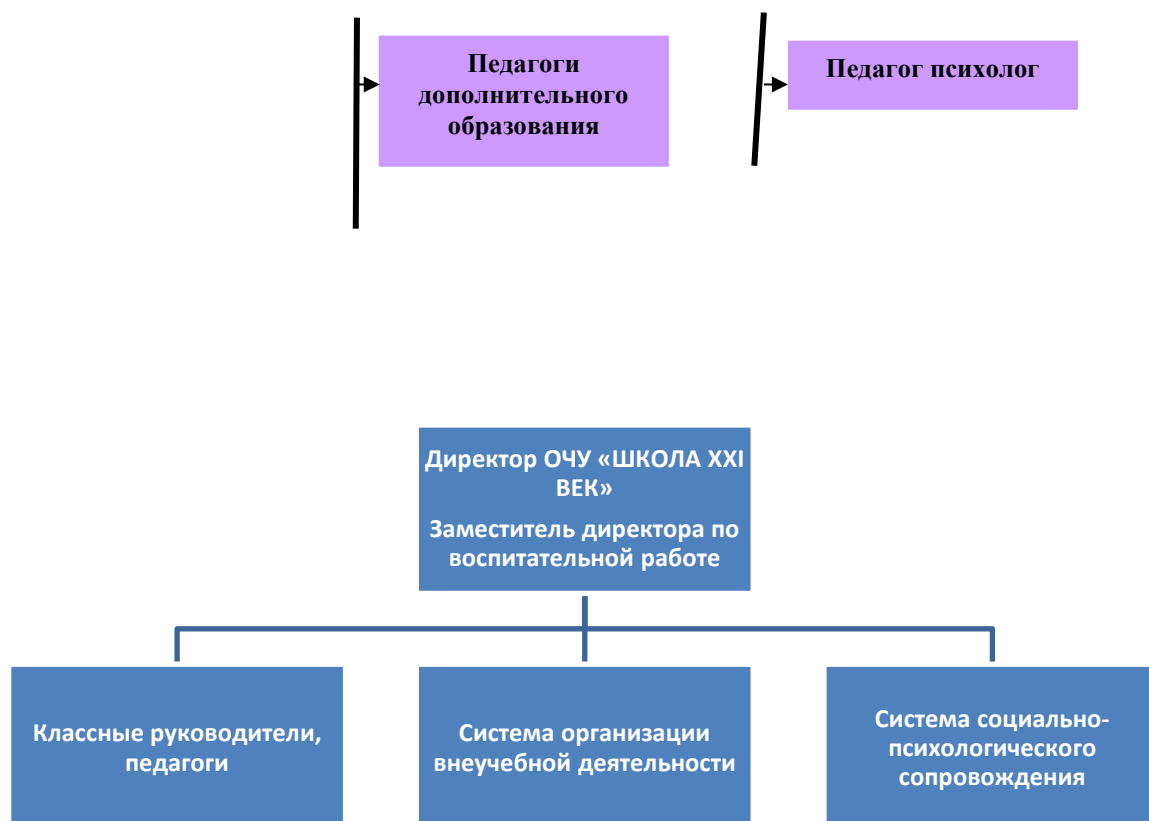 Педагоги
дополнительного
образования
Педагог психолог
Директор ОЧУ «ШКОЛА XXI
ВЕК»
Заместитель директора по
воспитательной работе
Классные руководители,
педагоги
Система организации
внеучебной деятельности
Система социально-
психологического
сопровождения